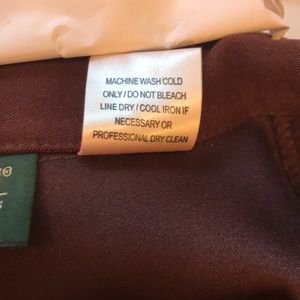 MACHINE WASH COLD
ONLY / DO NOT BLEACH
LINE DRY / COOL IRON IF
NECESSARY OR
PROFESSIONAL DRY CLEAN